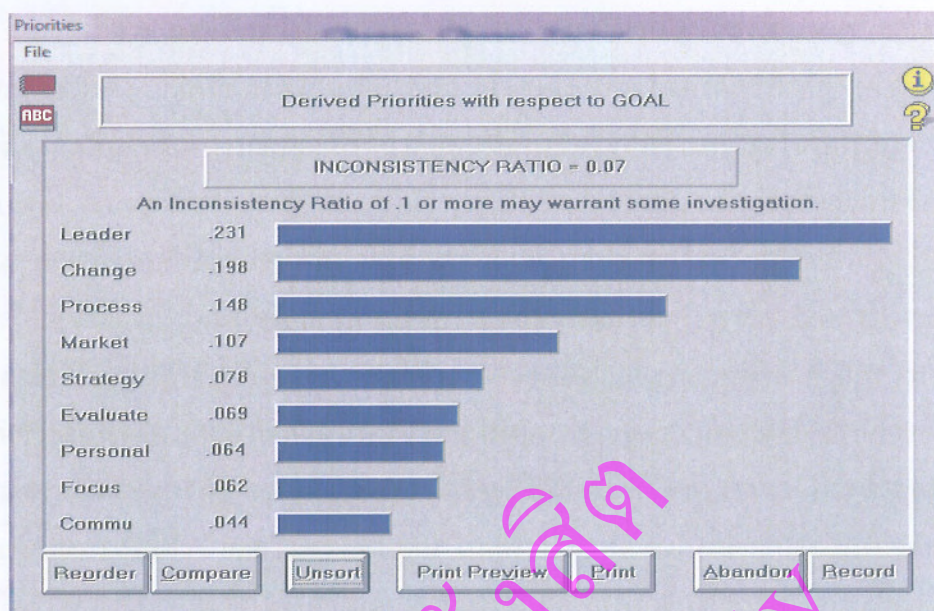 Priorities
File
ABC
Derived Priorities with respect to GOAL
i
?
INCONSISTENCY RATIO = 0.07
An Inconsistency Ratio of .1 or more may warrant some investigation.
Leader .231
Change .198
Process .148
Market .107
Strategy .078
Evaluate .069
Personal .064
Focus .062
Commu .044
Reorder Compare Unsort Print Preview Print Abandon Record